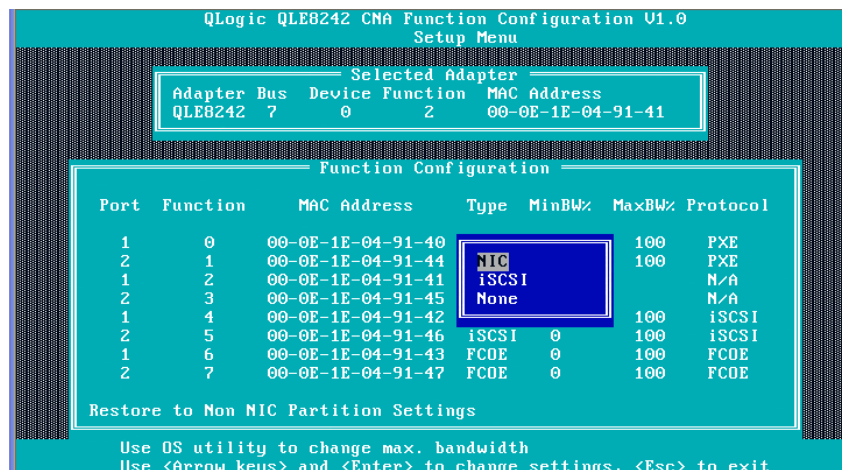 QLogic QLE8242 CNA Function Configuration V1.0
Setup Menu
Selected Adapter
Adapter Bus Device Function MAC Address
QLE8242 7 0 2 00-0E-1E-04-91-41
Function Configuration
Port Function MAC Address Type MinBW% MaxBW% Protocol
1 0 00-0E-1E-04-91-40 100 PXE
2 1 00-0E-1E-04-91-44 NIC 100 PXE
1 2 00-0E-1E-04-91-41 iSCSI N/A
2 3 00-0E-1E-04-91-45 None N/A
1 4 00-0E-1E-04-91-42 100 iSCSI
2 5 00-0E-1E-04-91-46 iSCSI 0 100 iSCSI
1 6 00-0E-1E-04-91-43 FCOE 0 100 FCOE
2 7 00-0E-1E-04-91-47 FCOE 0 100 FCOE
Restore to Non NIC Partition Settings
Use OS utility to change max. bandwidth
Use <Arrow keys> and <Enter> to change settings, <Esc> to exit